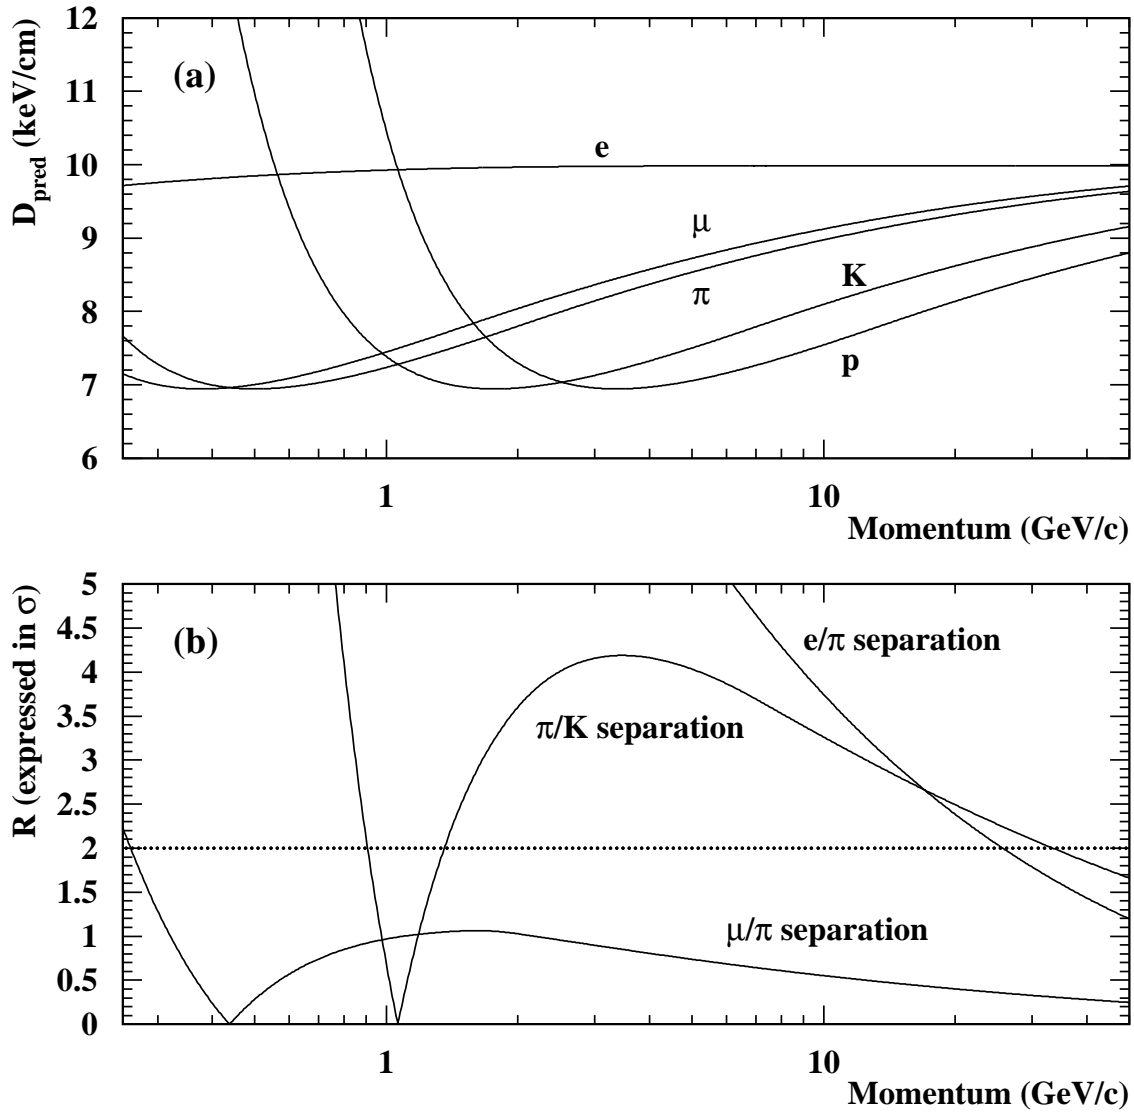 D_pred (keV/cm)
12
11
10
9
8
7
6
(a)
e
μ
π
K
p
1
10
Momentum (GeV/c)
R (expressed in σ)
5
4.5
4
3.5
3
2.5
2
1.5
1
0.5
0
(b)
e/π separation
π/K separation
μ/π separation
1
10
Momentum (GeV/c)